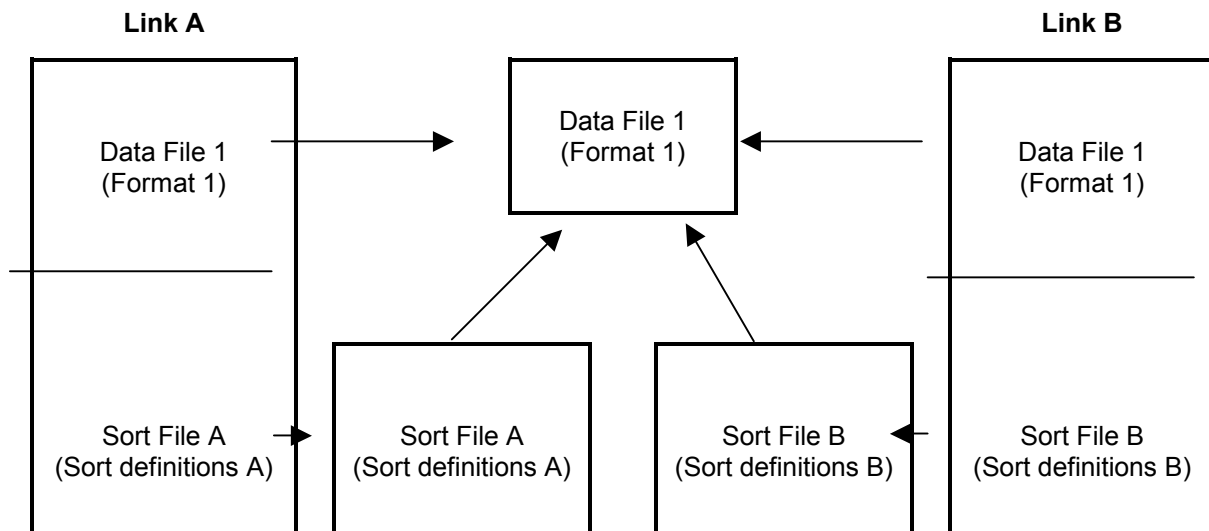 Link A
Link B
Data File 1
(Format 1)
Data File 1
(Format 1)
Data File 1
(Format 1)
Sort File A
(Sort definitions A)
Sort File A
(Sort definitions A)
Sort File B
(Sort definitions B)
Sort File B
(Sort definitions B)